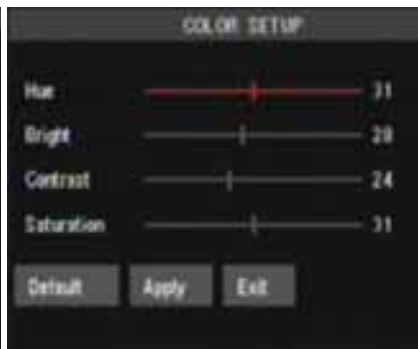 COLOR SETUP
Hue 31
Bright 28
Contrast 24
Saturation 31
Default Apply Exit